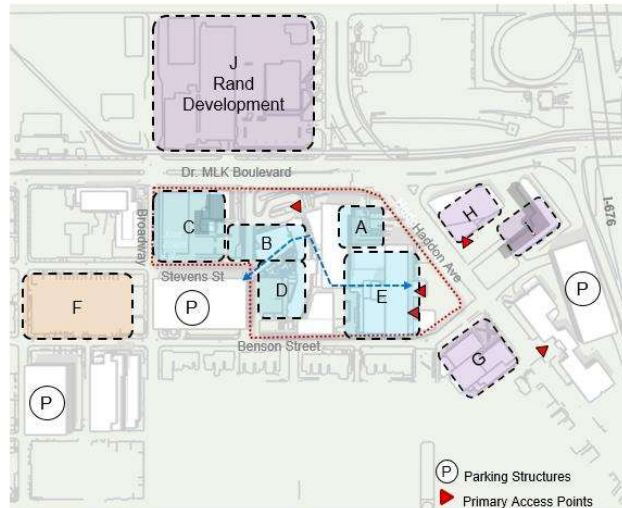 J
Rand
Development
Dr. MLK Boulevard
Haddon Ave
I-676
Broadway
H
I
A
C
B
Stevens St
D
E
F
P
P
Benson Street
G
P
P Parking Structures
Primary Access Points